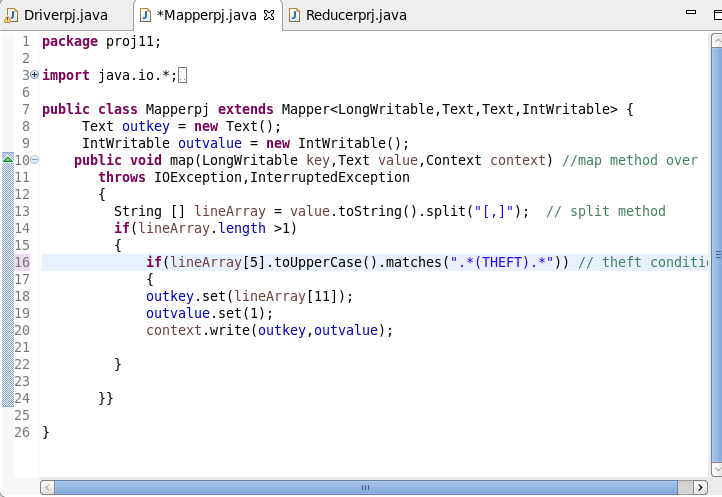 Driverpj.java *Mapperpj.java Reducerprj.java
1 package proj11;
2
3 import java.io.*;
6
7 public class Mapperpj extends Mapper<LongWritable,Text,Text,IntWritable> {
8 Text outkey = new Text();
9 IntWritable outvalue = new IntWritable();
10 public void map(LongWritable key,Text value,Context context) //map method over
11 throws IOException,InterruptedException
12 {
13 String [] lineArray = value.toString().split("[,]"); // split method
14 if(lineArray.length >1)
15 {
16 if(lineArray[5].toUpperCase().matches(".*(THEFT).*")) // theft conditi
17 {
18 outkey.set(lineArray[11]);
19 outvalue.set(1);
20 context.write(outkey,outvalue);
21
22 }
23
24 }}
25
26 }